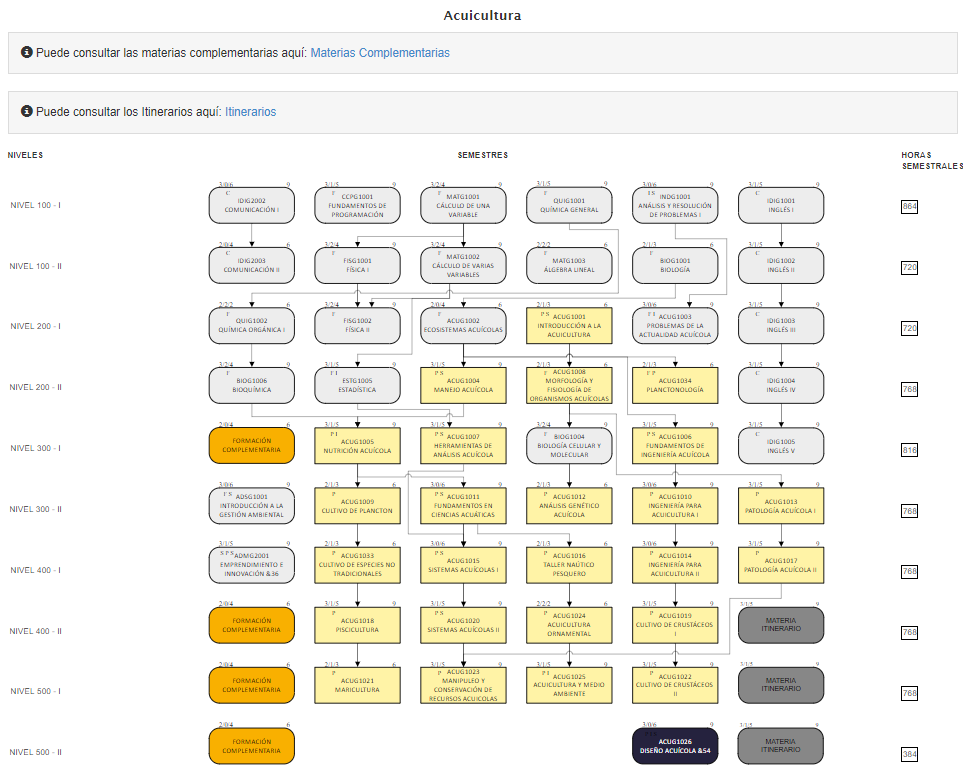 Acuicultura
Puede consultar las materias complementarias aquí: Materias Complementarias
Puede consultar los Itinerarios aquí: Itinerarios
NIVELES
SEMESTRES
HORAS
SEMESTRALES
NIVEL 100 - I
3/0/6 9
C
IDIG2002
COMUNICACIÓN I
3/1/5 9
F
CCPG1001
FUNDAMENTOS DE
PROGRAMACIÓN
3/2/4 9
F
MATG1001
CÁLCULO DE UNA
VARIABLE
3/1/5 9
F
QUIG1001
QUÍMICA GENERAL
3/0/6 9
I S
INDG1001
ANÁLISIS Y RESOLUCIÓN
DE PROBLEMAS I
3/1/5 9
C
IDIG1001
INGLÉS I
864
NIVEL 100 - II
2/0/4 6
C
IDIG2003
COMUNICACIÓN II
3/1/5 9
F
FISG1001
FÍSICA I
3/2/4 9
F
MATG1002
CÁLCULO DE VARIAS
VARIABLES
2/2/2 6
F
MATG1003
ÁLGEBRA LINEAL
2/1/3 6
F
BIOG1001
BIOLOGÍA
3/1/5 9
C
IDIG1002
INGLÉS II
720
NIVEL 200 - I
2/2/2 6
F
QUIG1002
QUÍMICA ORGÁNICA I
3/1/5 9
F
FISG1002
FÍSICA II
2/0/4 6
F
ACUG1002
ECOSISTEMAS ACUÍCOLAS
2/1/3 6
P S
ACUG1001
INTRODUCCIÓN A LA
ACUICULTURA
3/0/6 9
F I
ACUG1003
PROBLEMAS DE LA
ACTUALIDAD ACUÍCOLA
3/1/5 9
C
IDIG1003
INGLÉS III
720
NIVEL 200 - II
3/2/4 9
F
BIOG1006
BIOQUÍMICA
3/1/5 9
F I
ESTG1005
ESTADÍSTICA
3/1/5 9
P S
ACUG1004
MANEJO ACUÍCOLA
2/1/3 6
F
ACUG1008
MORFOLOGÍA Y
FISIOLOGÍA DE
ORGANISMOS ACUÍCOLAS
2/1/3 6
F P
ACUG1034
PLANCTONOLOGÍA
3/1/5 9
C
IDIG1004
INGLÉS IV
768
NIVEL 300 - I
2/0/4 6
FORMACIÓN
COMPLEMENTARIA
3/1/5 9
P I
ACUG1005
NUTRICIÓN ACUÍCOLA
3/1/5 9
P S
ACUG1007
HERRAMIENTAS DE
ANÁLISIS ACUÍCOLA
3/2/4 9
F
BIOG1004
BIOLOGÍA CELULAR Y
MOLECULAR
3/1/5 9
P S
ACUG1006
FUNDAMENTOS DE
INGENIERÍA ACUÍCOLA
3/1/5 9
C
IDIG1005
INGLÉS V
816
NIVEL 300 - II
3/0/6 9
F S
ADSG1001
INTRODUCCIÓN A LA
GESTIÓN AMBIENTAL
2/1/3 6
P
ACUG1009
CULTIVO DE PLANCTON
3/0/6 9
P S
ACUG1011
FUNDAMENTOS EN
CIENCIAS ACUÁTICAS
2/1/3 6
P
ACUG1012
ANÁLISIS GENÉTICO
ACUÍCOLA
3/0/6 9
P
ACUG1010
INGENIERÍA PARA
ACUICULTURA I
3/1/5 9
P
ACUG1013
PATOLOGÍA ACUÍCOLA I
768
NIVEL 400 - I
3/1/5 9
S P S
ADMG2001
EMPRENDIMIENTO E
INNOVACIÓN &36
2/1/3 6
P
ACUG1033
CULTIVO DE ESPECIES NO
TRADICIONALES
3/0/6 9
P S
ACUG1015
SISTEMAS ACUÍCOLAS I
2/1/3 6
P
ACUG1016
TALLER NAÚTICO
PESQUERO
3/0/6 9
P
ACUG1014
INGENIERÍA PARA
ACUICULTURA II
3/1/5 9
P
ACUG1017
PATOLOGÍA ACUÍCOLA II
768
NIVEL 400 - II
2/0/4 6
FORMACIÓN
COMPLEMENTARIA
3/1/5 9
P
ACUG1018
PISCICULTURA
3/1/5 9
P S
ACUG1020
SISTEMAS ACUÍCOLAS II
2/2/2 6
P
ACUG1024
ACUICULTURA
ORNAMENTAL
3/1/5 9
P
ACUG1019
CULTIVO DE CRUSTÁCEOS
I
3/1/5 9
MATERIA
ITINERARIO
768
NIVEL 500 - I
2/0/4 6
FORMACIÓN
COMPLEMENTARIA
2/1/3 6
P
ACUG1021
MARICULTURA
3/1/5 9
P
ACUG1023
MANIPULEO Y
CONSERVACIÓN DE
RECURSOS ACUICOLAS
3/1/5 9
P I
ACUG1025
ACUICULTURA Y MEDIO
AMBIENTE
3/1/5 9
P
ACUG1022
CULTIVO DE CRUSTÁCEOS
II
3/1/5 9
MATERIA
ITINERARIO
768
NIVEL 500 - II
2/0/4 6
FORMACIÓN
COMPLEMENTARIA
3/0/6 9
ACUG1026
DISEÑO ACUÍCOLA &54
3/1/5 9
MATERIA
ITINERARIO
384